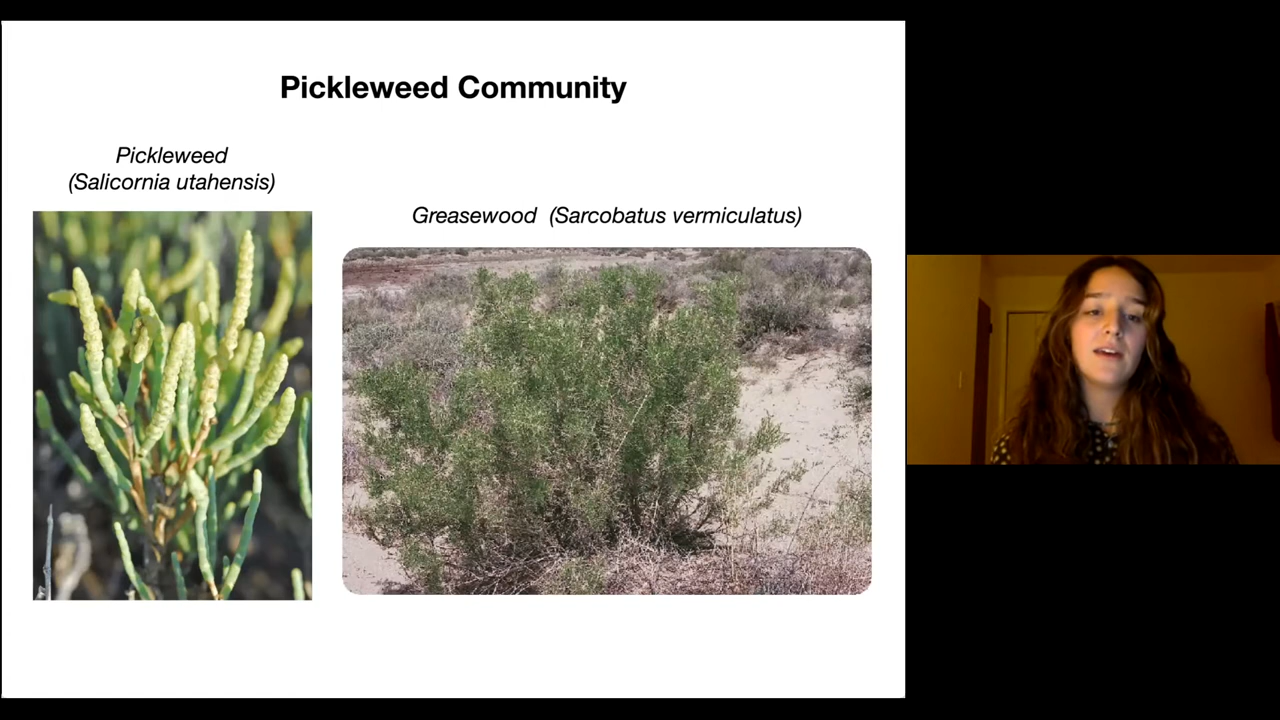 Pickleweed Community
Pickleweed
(Salicornia utahensis)
Greasewood (Sarcobatus vermiculatus)